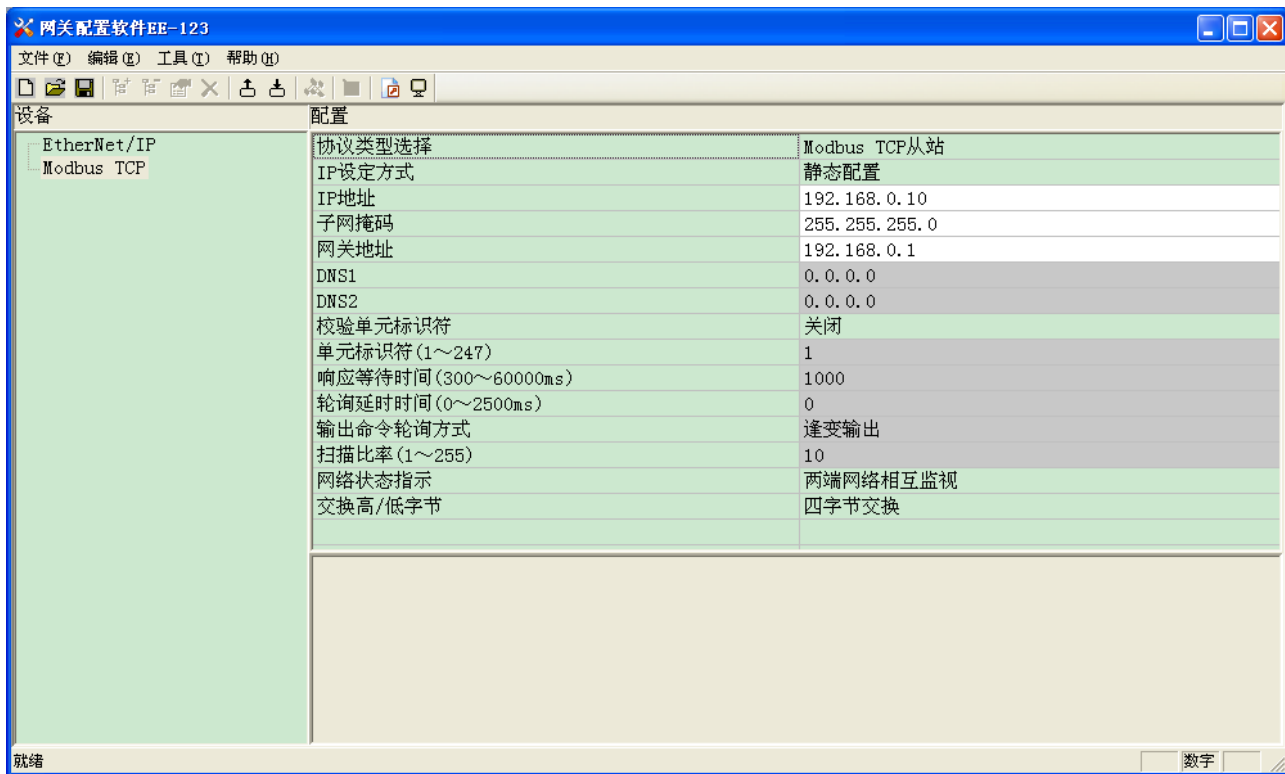 网关配置软件EE-123
文件(F) 编辑(E) 工具(T) 帮助(H)
设备 配置
EtherNet/IP
Modbus TCP
协议类型选择 Modbus TCP从站
IP设定方式 静态配置
IP地址 192.168.0.10
子网掩码 255.255.255.0
网关地址 192.168.0.1
DNS1 0.0.0.0
DNS2 0.0.0.0
校验单元标识符 关闭
单元标识符(1～247) 1
响应等待时间(300～60000ms) 1000
轮询延时时间(0～2500ms) 0
输出命令轮询方式 逢变输出
扫描比率(1～255) 10
网络状态指示 两端网络相互监视
交换高/低字节 四字节交换
就绪 数字